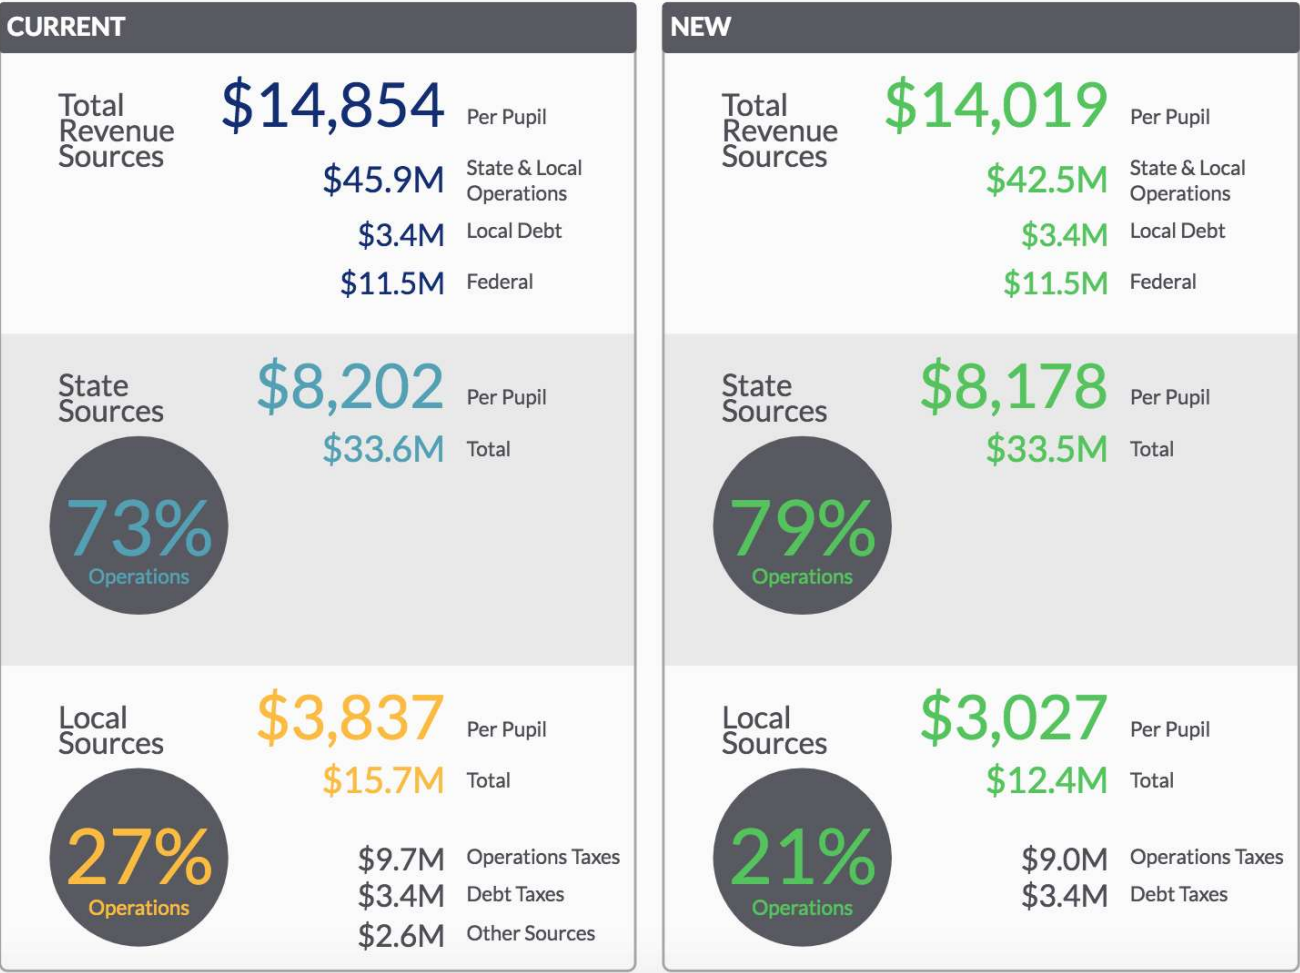 CURRENT
Total
Revenue
Sources
$14,854 Per Pupil
$45.9M State & Local
Operations
$3.4M Local Debt
$11.5M Federal
State
Sources
$8,202 Per Pupil
$33.6M Total
73%
Operations
Local
Sources
$3,837 Per Pupil
$15.7M Total
27%
Operations
$9.7M Operations Taxes
$3.4M Debt Taxes
$2.6M Other Sources
NEW
Total
Revenue
Sources
$14,019 Per Pupil
$42.5M State & Local
Operations
$3.4M Local Debt
$11.5M Federal
State
Sources
$8,178 Per Pupil
$33.5M Total
79%
Operations
Local
Sources
$3,027 Per Pupil
$12.4M Total
21%
Operations
$9.0M Operations Taxes
$3.4M Debt Taxes